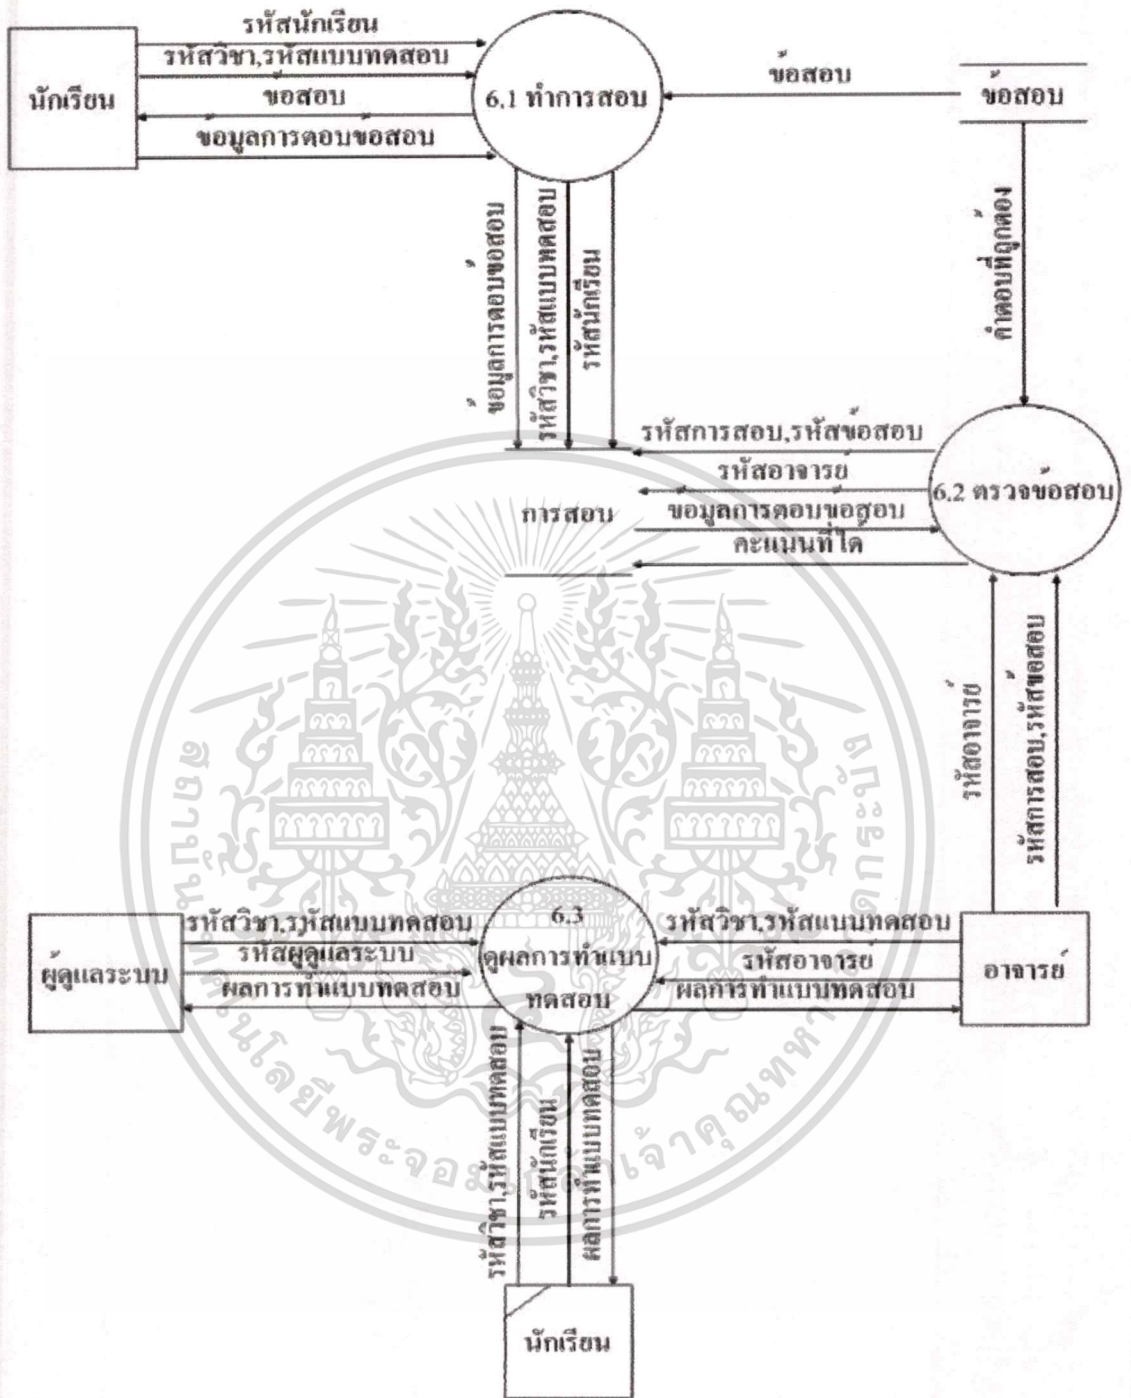 รหัสนักเรียน
รหัสวิชา,รหัสแบบทดสอบ
ข้อสอบ
ข้อมูลการตอบข้อสอบ
นักเรียน
6.1 ทำการสอบ
ข้อสอบ
ข้อสอบ
ข้อมูลการตอบข้อสอบ
รหัสวิชา,รหัสแบบทดสอบ
รหัสนักเรียน
คำตอบที่ถูกต้อง
รหัสการสอบ,รหัสข้อสอบ
รหัสอาจารย์
ข้อมูลการตอบข้อสอบ
คะแนนที่ได้
การสอบ
6.2 ตรวจข้อสอบ
รหัสอาจารย์
รหัสการสอบ,รหัสข้อสอบ
ผู้ดูแลระบบ
รหัสวิชา,รหัสแบบทดสอบ
รหัสผู้ดูแลระบบ
ผลการทำแบบทดสอบ
6.3
ดูผลการทำแบบ
ทดสอบ
รหัสวิชา,รหัสแบบทดสอบ
รหัสอาจารย์
ผลการทำแบบทดสอบ
อาจารย์
รหัสวิชา,รหัสแบบทดสอบ
รหัสนักเรียน
ผลการทำแบบทดสอบ
นักเรียน